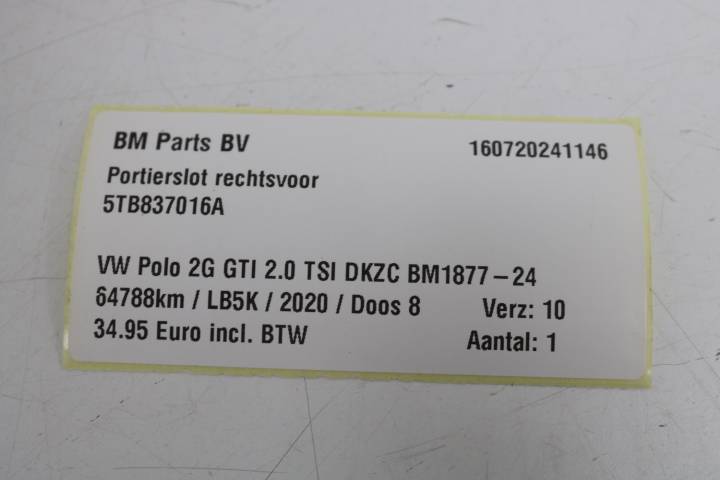 BM Parts BV 160720241146
Portierslot rechtsvoor
5TB837016A
VW Polo 2G GTI 2.0 TSI DKZC BM1877-24
64788km / LB5K / 2020 / Doos 8 Verz: 10
34.95 Euro incl. BTW Aantal: 1